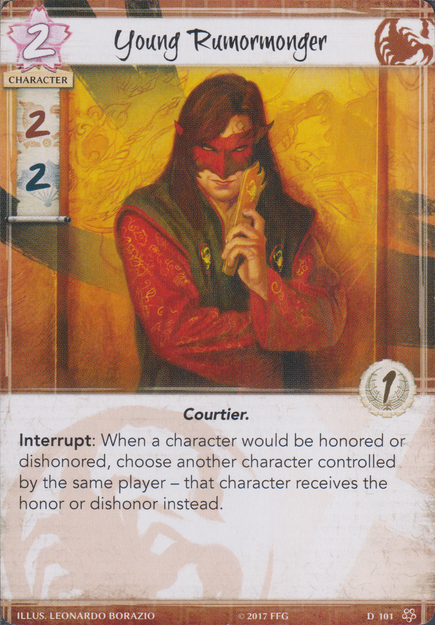 2
Young Rumormonger
CHARACTER
2
2
1
Courtier.
Interrupt: When a character would be honored or
dishonored, choose another character controlled
by the same player – that character receives the
honor or dishonor instead.
ILLUS. LEONARDO BORAZIO
© 2017 FFG
D 101